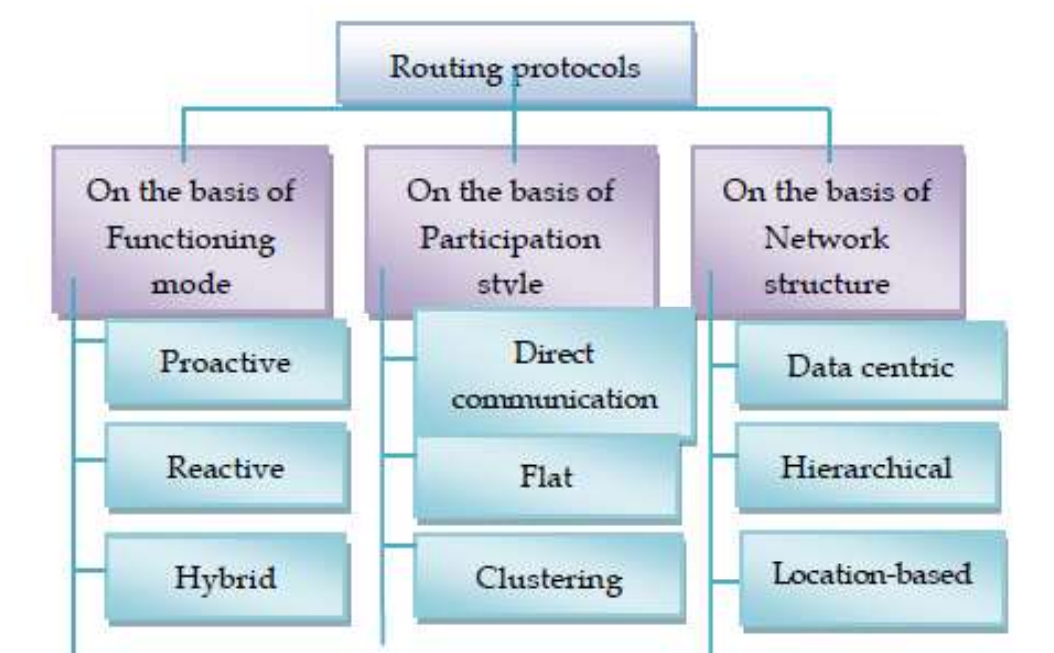 Routing protocols
On the basis of
Functioning
mode
Proactive
Reactive
Hybrid
On the basis of
Participation
style
Direct
communication
Flat
Clustering
On the basis of
Network
structure
Data centric
Hierarchical
Location-based